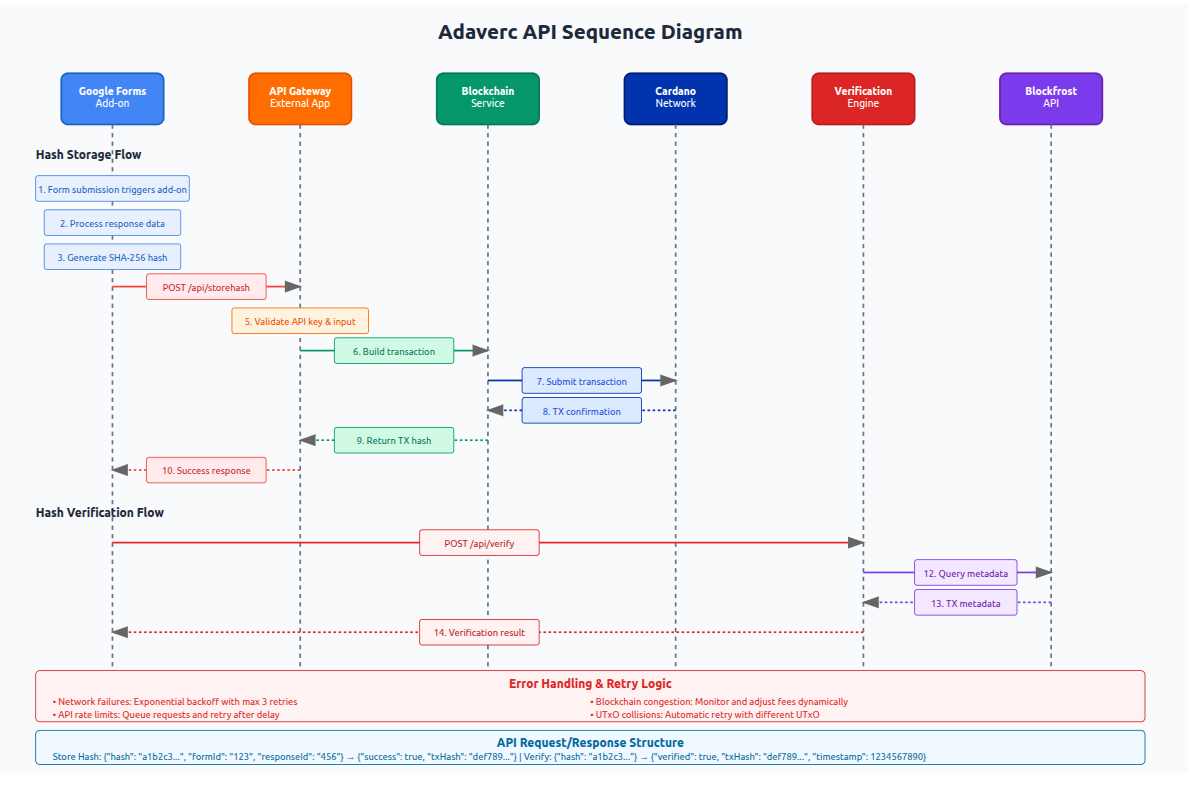 Adaverc API Sequence Diagram
Google Forms
Add-on
API Gateway
External App
Blockchain
Service
Cardano
Network
Verification
Engine
Blockfrost
API
Hash Storage Flow
1. Form submission triggers add-on
2. Process response data
3. Generate SHA-256 hash
POST /api/storehash
5. Validate API key & input
6. Build transaction
7. Submit transaction
8. TX confirmation
9. Return TX hash
10. Success response
Hash Verification Flow
POST /api/verify
12. Query metadata
13. TX metadata
14. Verification result
Error Handling & Retry Logic
• Network failures: Exponential backoff with max 3 retries
• API rate limits: Queue requests and retry after delay
• Blockchain congestion: Monitor and adjust fees dynamically
• UTxO collisions: Automatic retry with different UTxO
API Request/Response Structure
Store Hash: {"hash": "a1b2c3...", "formId": "123", "responseId": "456"} → {"success": true, "txHash": "def789..."} | Verify: {"hash": "a1b2c3..."} → {"verified": true, "txHash": "def789...", "timestamp": 1234567890}